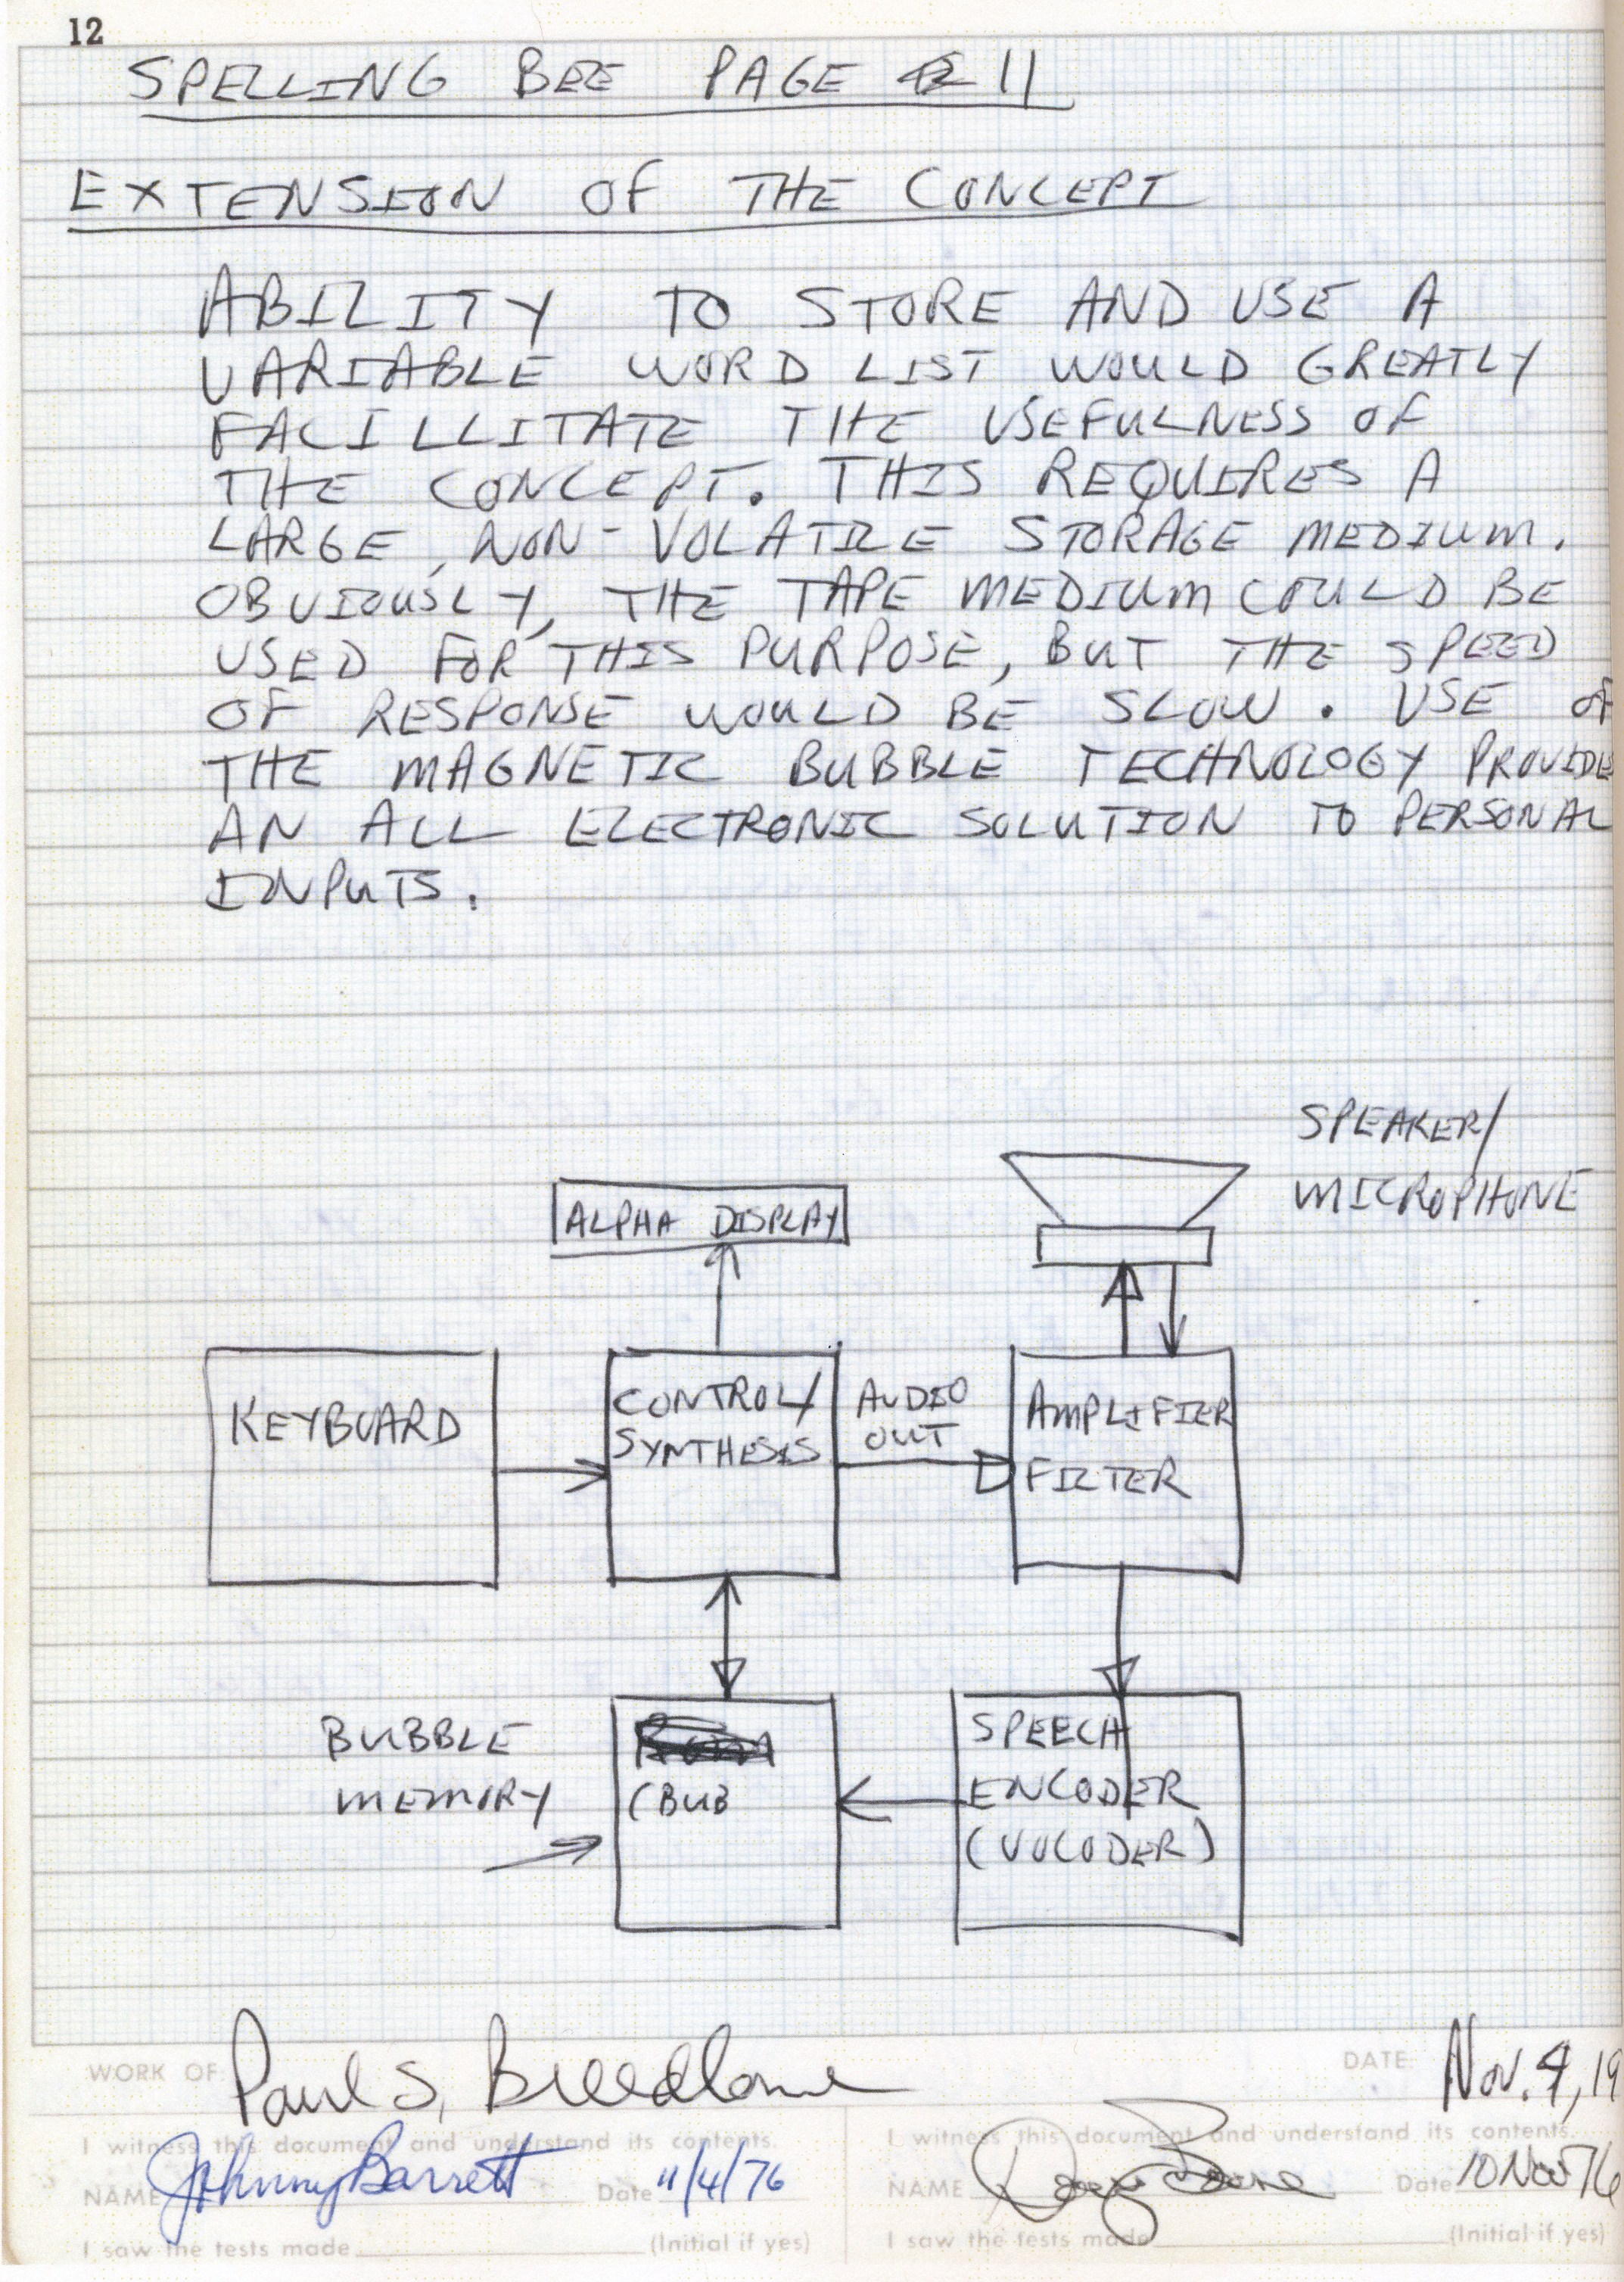 12
SPELLING BEE PAGE 11
EXTENSION OF THE CONCEPT
ABILITY TO STORE AND USE A
VARIABLE WORD LIST WOULD GREATLY
FACILLITATE THE USEFULNESS OF
THE CONCEPT. THIS REQUIRES A
LARGE, NON-VOLATILE STORAGE MEDIUM.
OBVIOUSLY, THE TAPE MEDIUM COULD BE
USED FOR THIS PURPOSE, BUT THE SPEED
OF RESPONSE WOULD BE SLOW. USE OF
THE MAGNETIC BUBBLE TECHNOLOGY PROVIDE
AN ALL ELECTRONIC SOLUTION TO PERSONAL
INPUTS.
SPEAKER/
MICROPHONE
ALPHA DISPLAY
KEYBOARD
CONTROL/
SYNTHESIS
AUDIO
OUT
AMPLIFIER
FILTER
BUBBLE
MEMORY
(BUB
SPEECH
ENCODER
(VOCODER)
WORK OF Paul S. Breedlove DATE: Nov. 4, 19
I witness this document and understand its contents.
NAME Johnny Barrett Date 11/4/76
I saw the tests made (Initial if yes)
I witness this document and understand its contents.
NAME Date 10 Nov 76
I saw the tests made (Initial if yes)